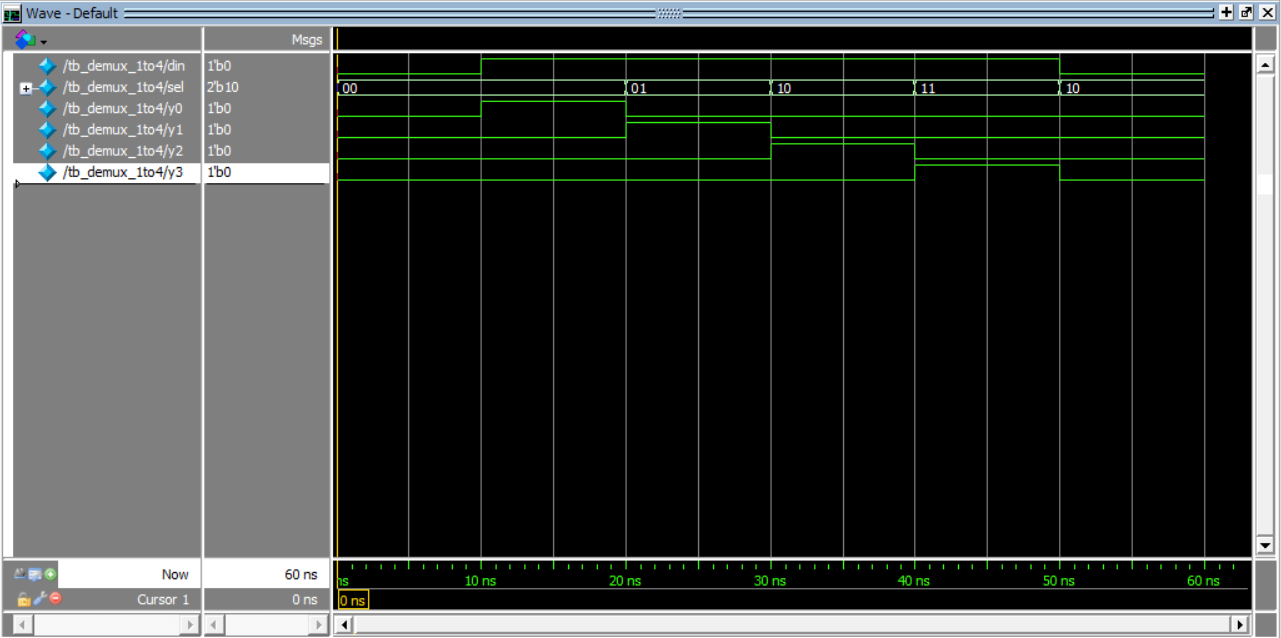 Wave - Default
Msgs
/tb_demux_1to4/din 1'b0
/tb_demux_1to4/sel 2'b10 00 01 10 11 10
/tb_demux_1to4/y0 1'b0
/tb_demux_1to4/y1 1'b0
/tb_demux_1to4/y2 1'b0
/tb_demux_1to4/y3 1'b0
Now 60 ns ns 10 ns 20 ns 30 ns 40 ns 50 ns 60 ns
Cursor 1 0 ns 0 ns